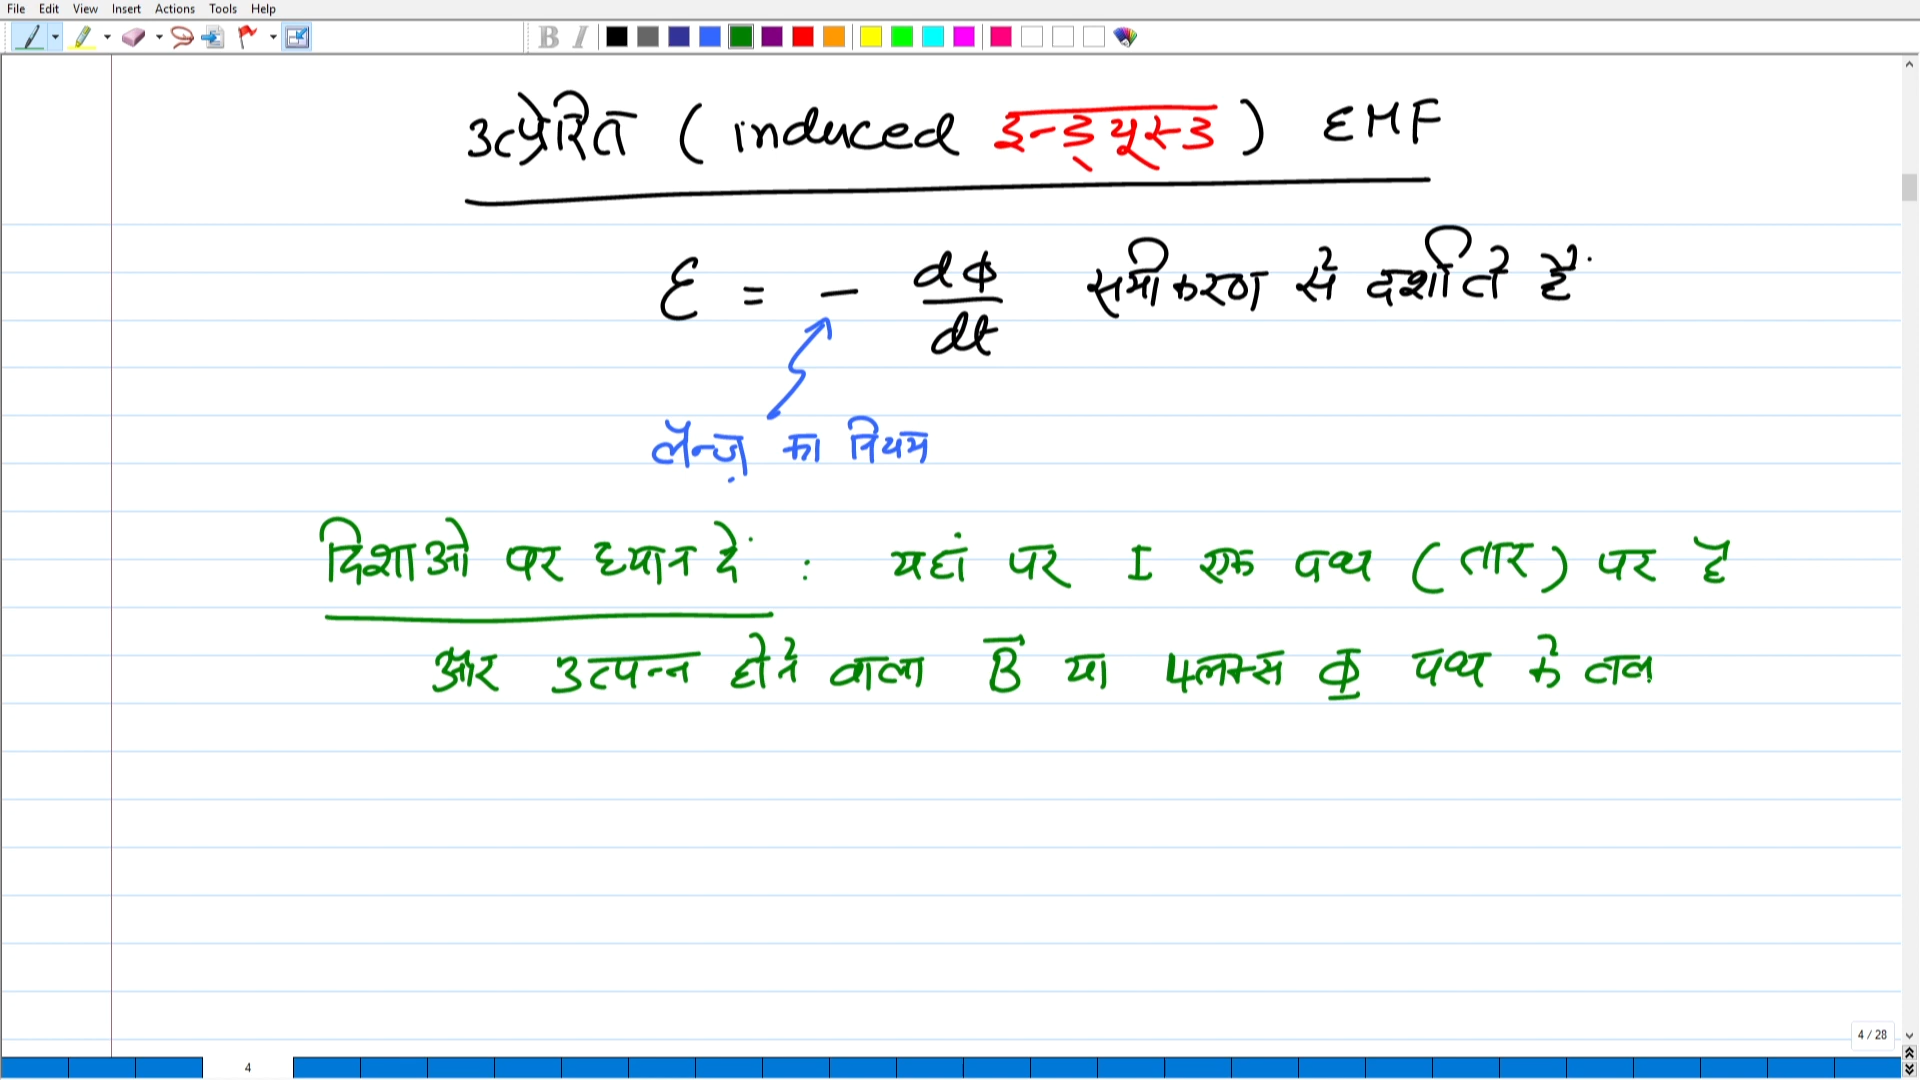 File Edit View Insert Actions Tools Help
B I
उत्प्रेरित ( induced इन्ड्यूस्ड ) EMF
ℰ = - dΦ/dt समीकरण से दर्शाते हैं
लॅन्ज़ का नियम
दिशाओ पर ध्यान दें : यहां पर I एक पथ ( तार ) पर है
और उत्पन्न होने वाला B⃗ या फ्लक्स Φ पथ के तल
4 / 28
4